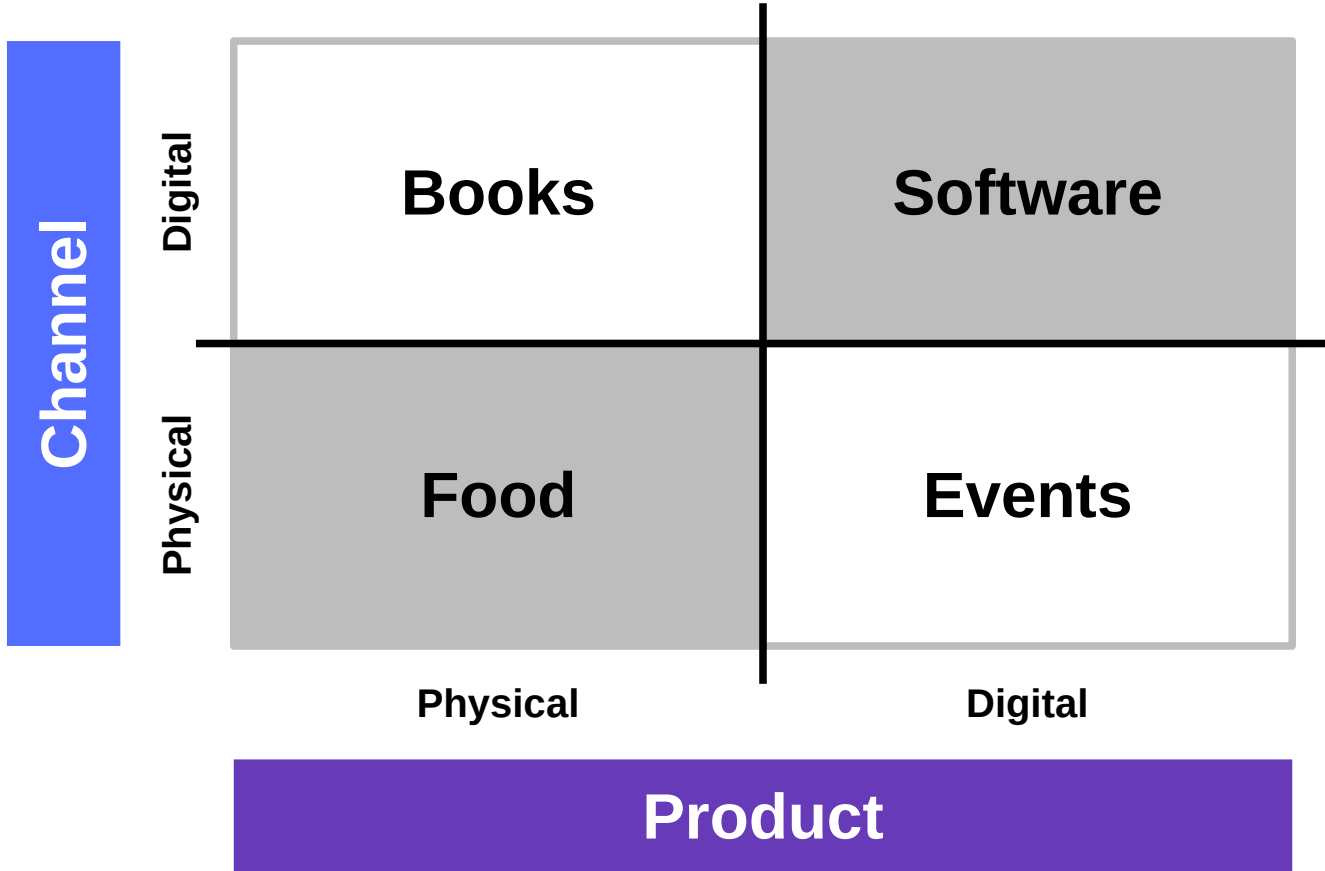 Channel
Digital
Physical
Books
Software
Food
Events
Physical
Digital
Product